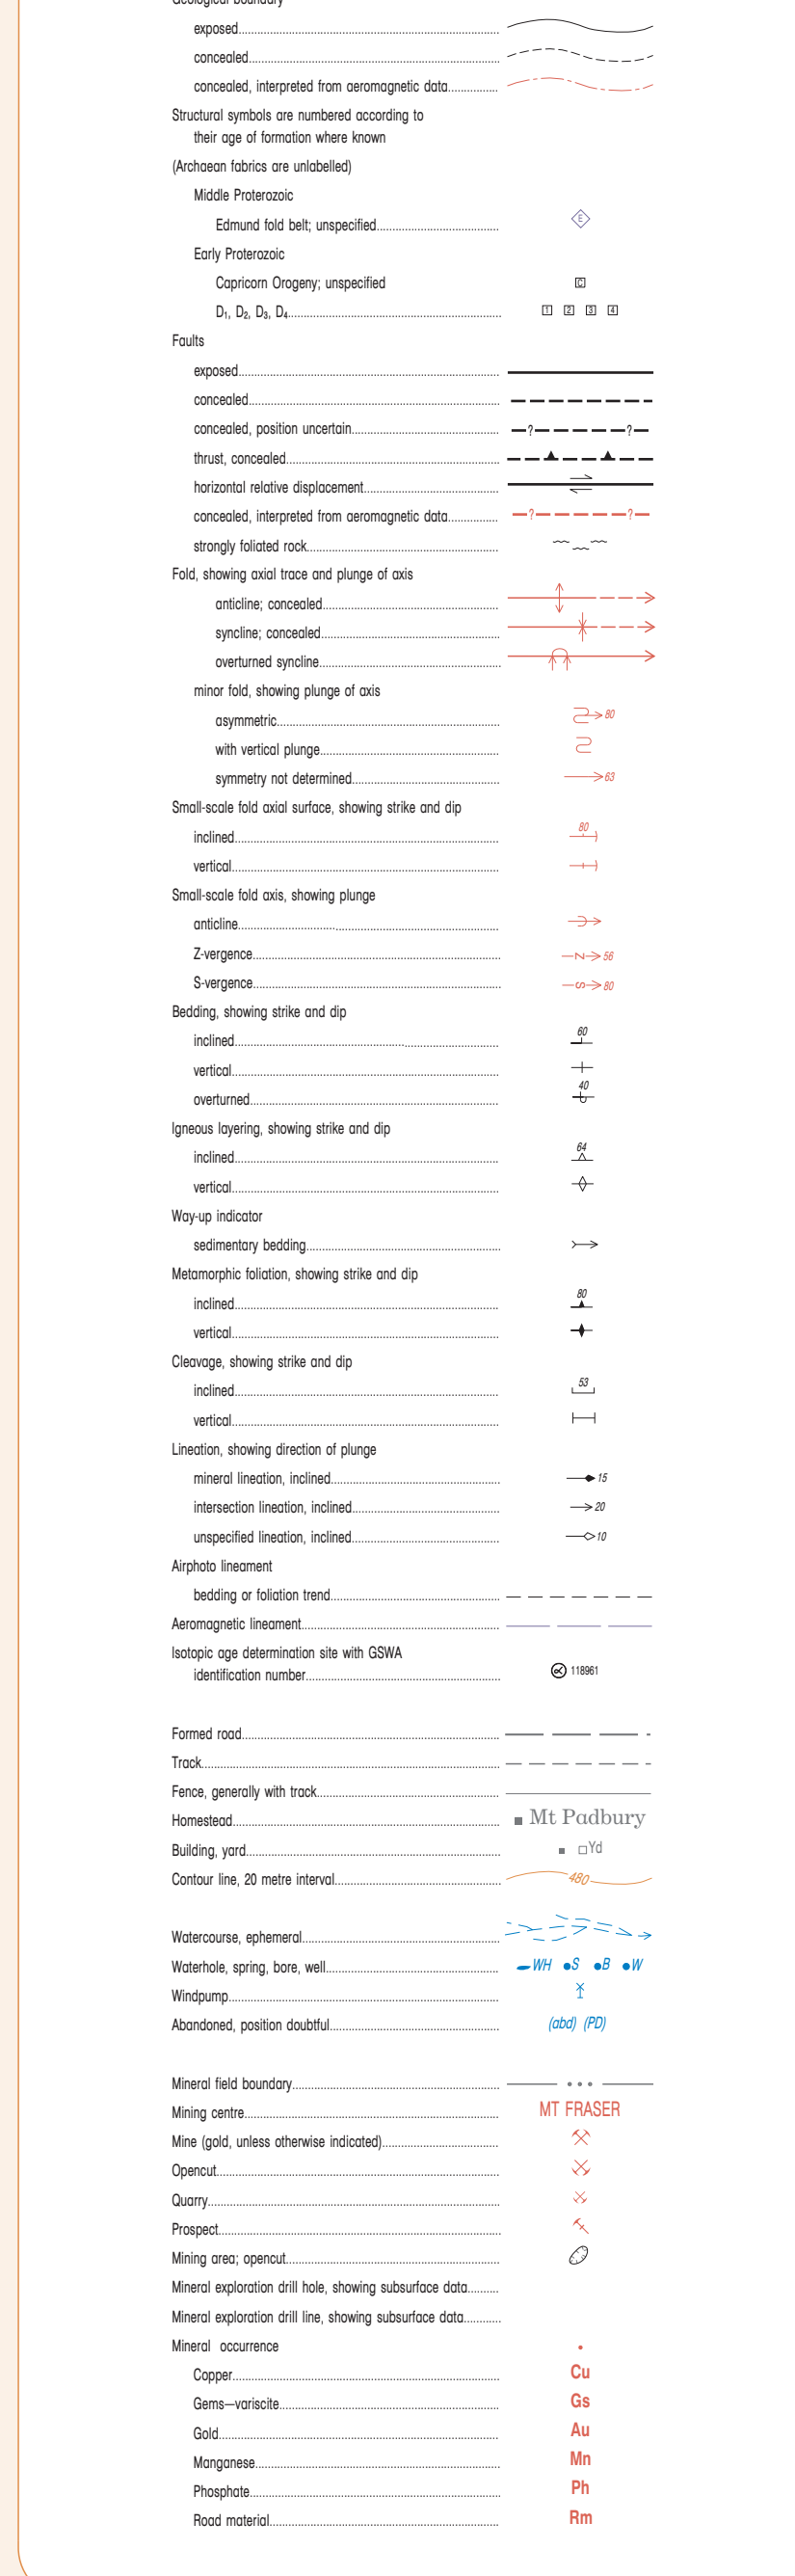 Geological boundary
exposed
concealed
concealed, interpreted from aeromagnetic data
Structural symbols are numbered according to
their age of formation where known
(Archaean fabrics are unlabelled)
Middle Proterozoic
Edmund fold belt; unspecified E
Early Proterozoic
Capricorn Orogeny; unspecified C
D1, D2, D3, D4 1 2 3 4
Faults
exposed
concealed
concealed, position uncertain ? ?
thrust, concealed
horizontal relative displacement
concealed, interpreted from aeromagnetic data ? ?
strongly foliated rock
Fold, showing axial trace and plunge of axis
anticline; concealed
syncline; concealed
overturned syncline
minor fold, showing plunge of axis
asymmetric 80
with vertical plunge
symmetry not determined 63
Small-scale fold axial surface, showing strike and dip
inclined 80
vertical
Small-scale fold axis, showing plunge
anticline
Z-vergence Z 56
S-vergence S 80
Bedding, showing strike and dip
inclined 60
vertical
overturned 40
Igneous layering, showing strike and dip
inclined 64
vertical
Way-up indicator
sedimentary bedding
Metamorphic foliation, showing strike and dip
inclined 80
vertical
Cleavage, showing strike and dip
inclined 53
vertical
Lineation, showing direction of plunge
mineral lineation, inclined 15
intersection lineation, inclined 20
unspecified lineation, inclined 10
Airphoto lineament
bedding or foliation trend
Aeromagnetic lineament
Isotopic age determination site with GSWA
identification number 118961
Formed road
Track
Fence, generally with track
Homestead Mt Padbury
Building, yard Yd
Contour line, 20 metre interval 480
Watercourse, ephemeral
Waterhole, spring, bore, well WH S B W
Windpump
Abandoned, position doubtful (abd) (PD)
Mineral field boundary
Mining centre MT FRASER
Mine (gold, unless otherwise indicated)
Opencut
Quarry
Prospect
Mining area; opencut
Mineral exploration drill hole, showing subsurface data
Mineral exploration drill line, showing subsurface data
Mineral occurrence
Copper Cu
Gems—variscite Gs
Gold Au
Manganese Mn
Phosphate Ph
Road material Rm